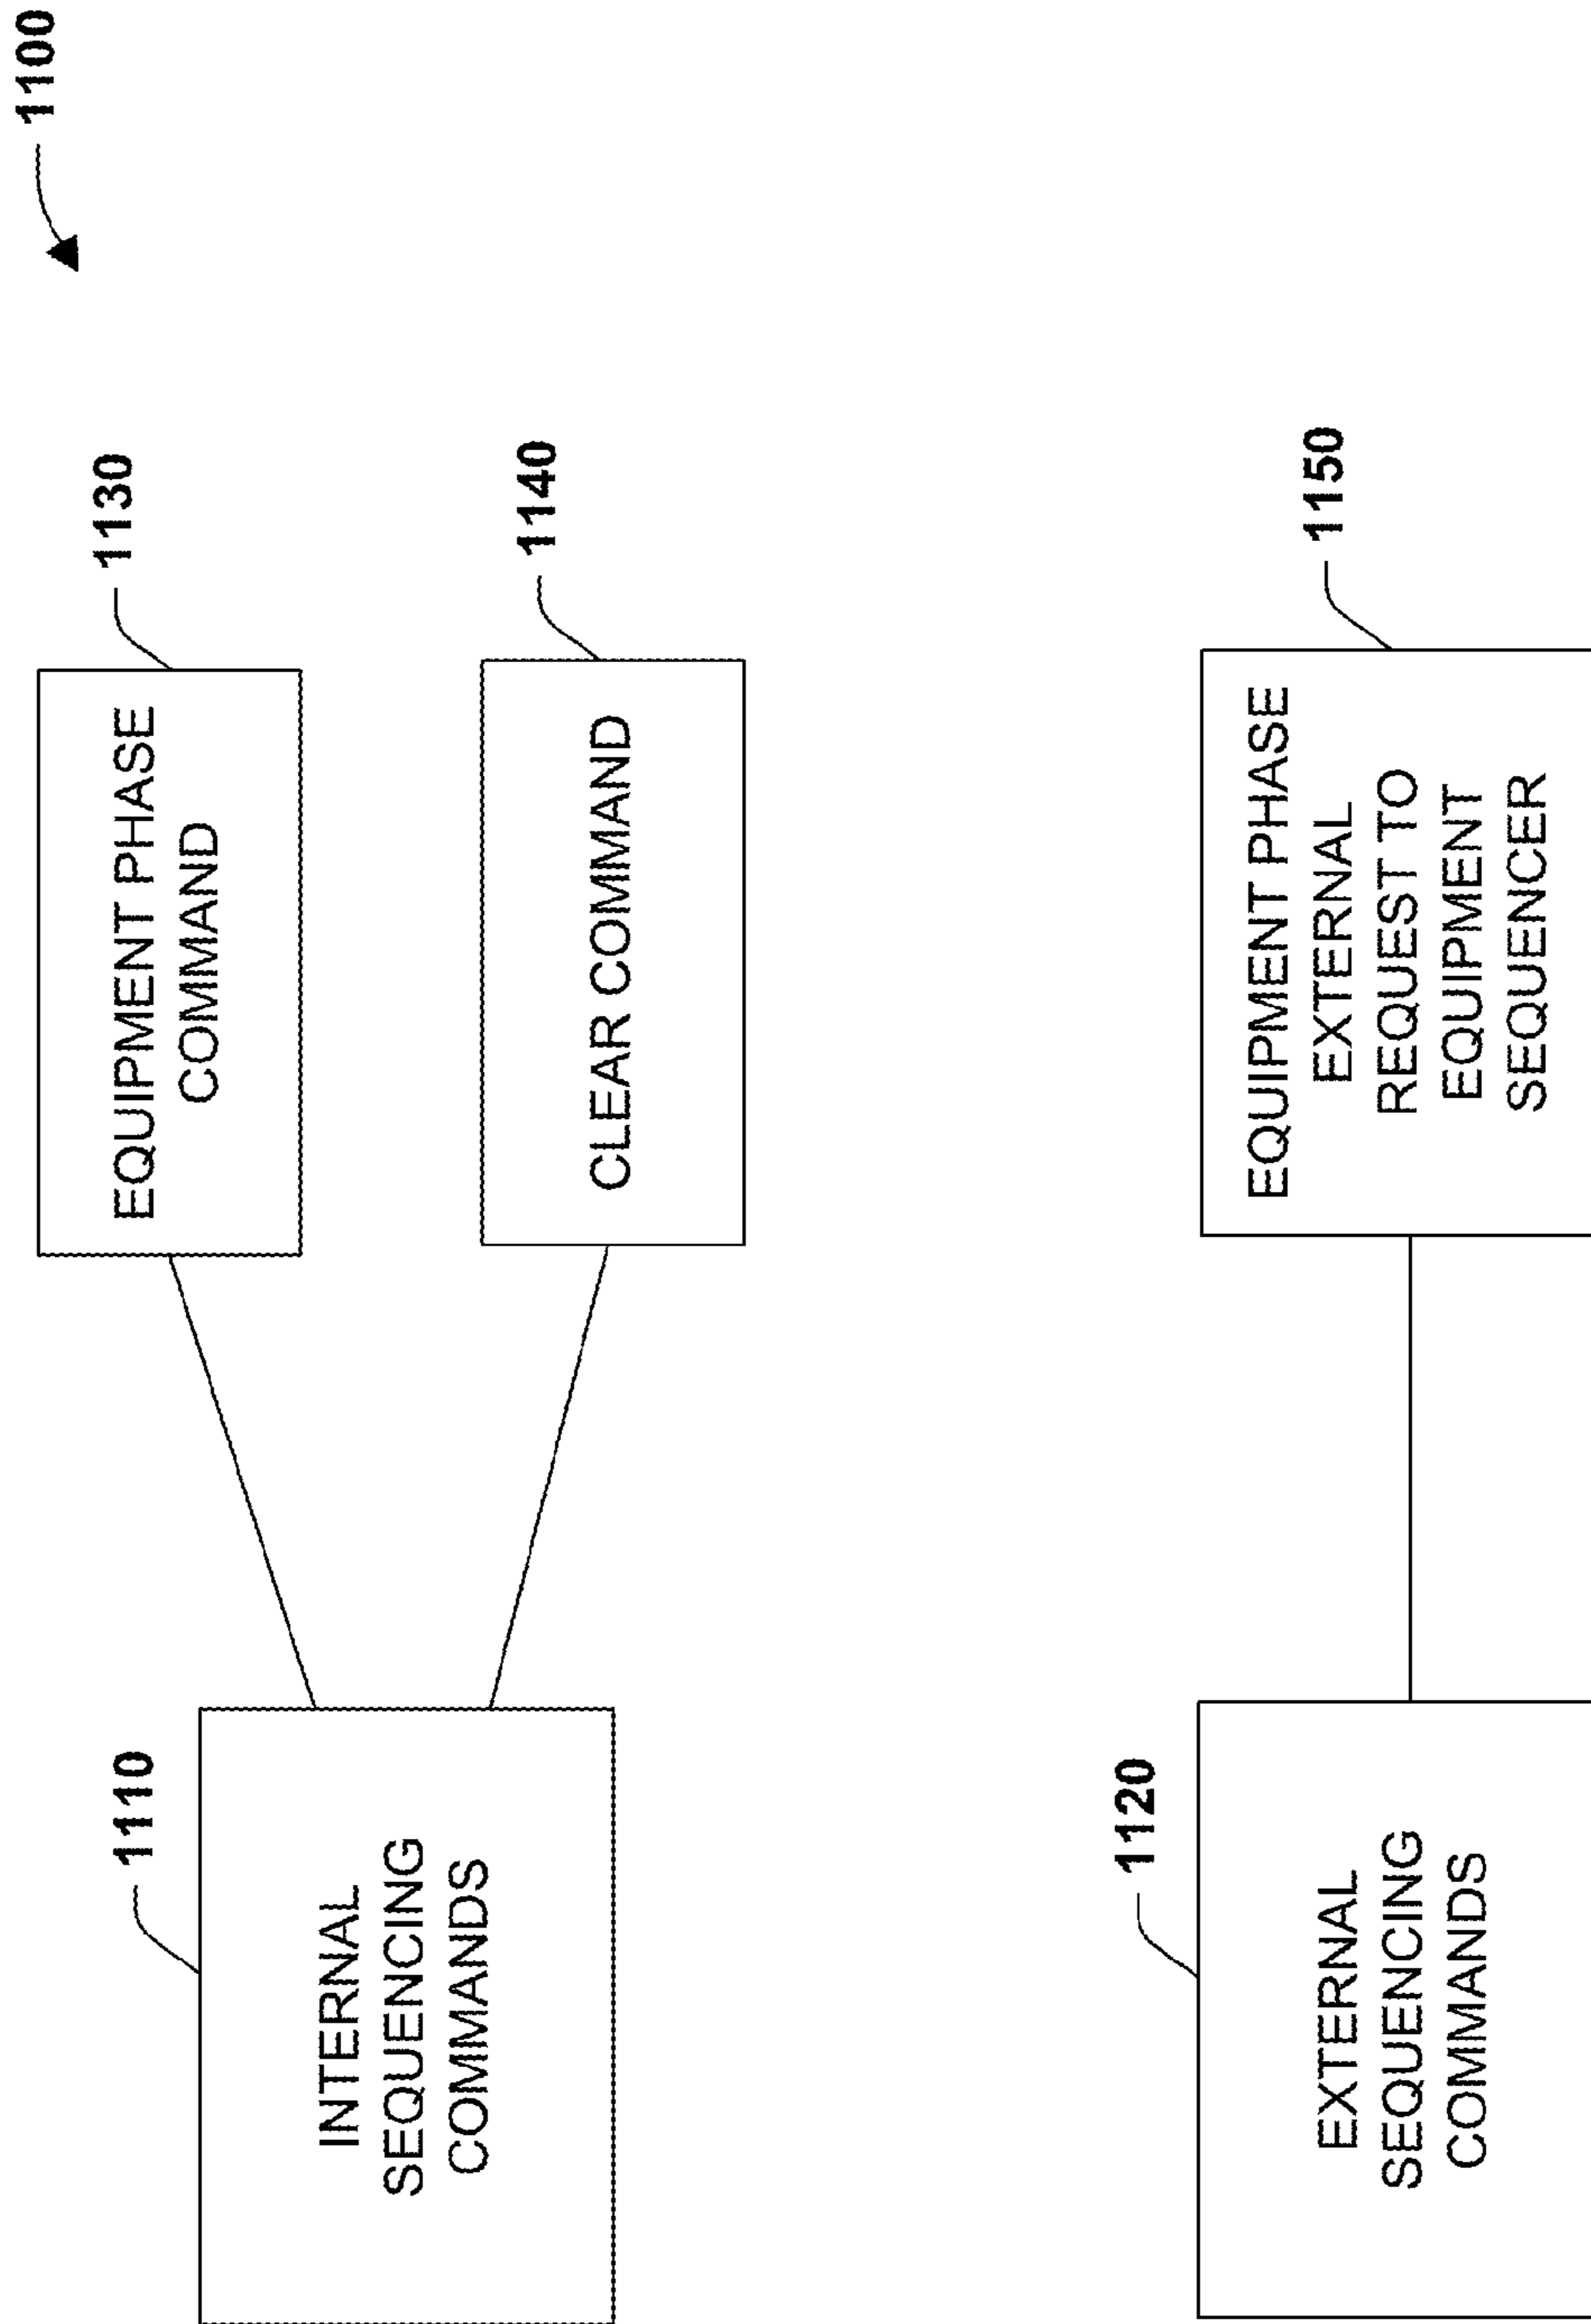 1100
1110
INTERNAL
SEQUENCING
COMMANDS
1130
EQUIPMENT PHASE
COMMAND
1140
CLEAR COMMAND
1120
EXTERNAL
SEQUENCING
COMMANDS
1150
EQUIPMENT PHASE
EXTERNAL
REQUEST TO
EQUIPMENT
SEQUENCER